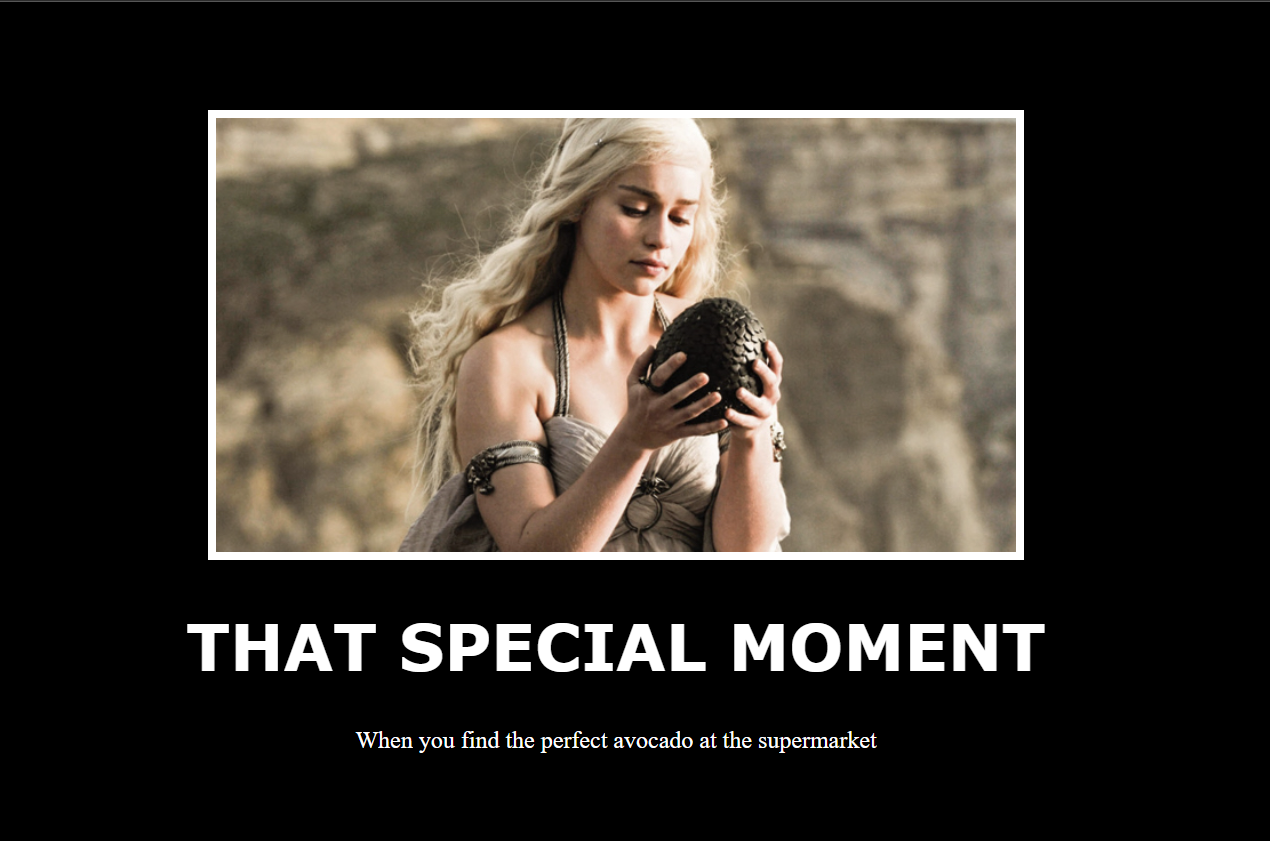 THAT SPECIAL MOMENT
When you find the perfect avocado at the supermarket